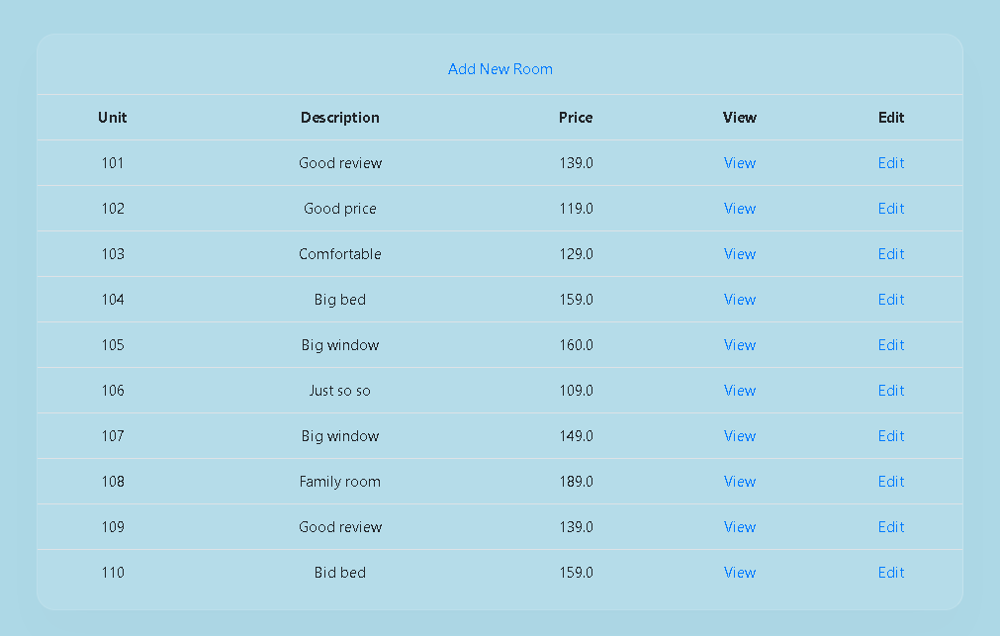 Add New Room
Unit Description Price View Edit
101 Good review 139.0 View Edit
102 Good price 119.0 View Edit
103 Comfortable 129.0 View Edit
104 Big bed 159.0 View Edit
105 Big window 160.0 View Edit
106 Just so so 109.0 View Edit
107 Big window 149.0 View Edit
108 Family room 189.0 View Edit
109 Good review 139.0 View Edit
110 Bid bed 159.0 View Edit